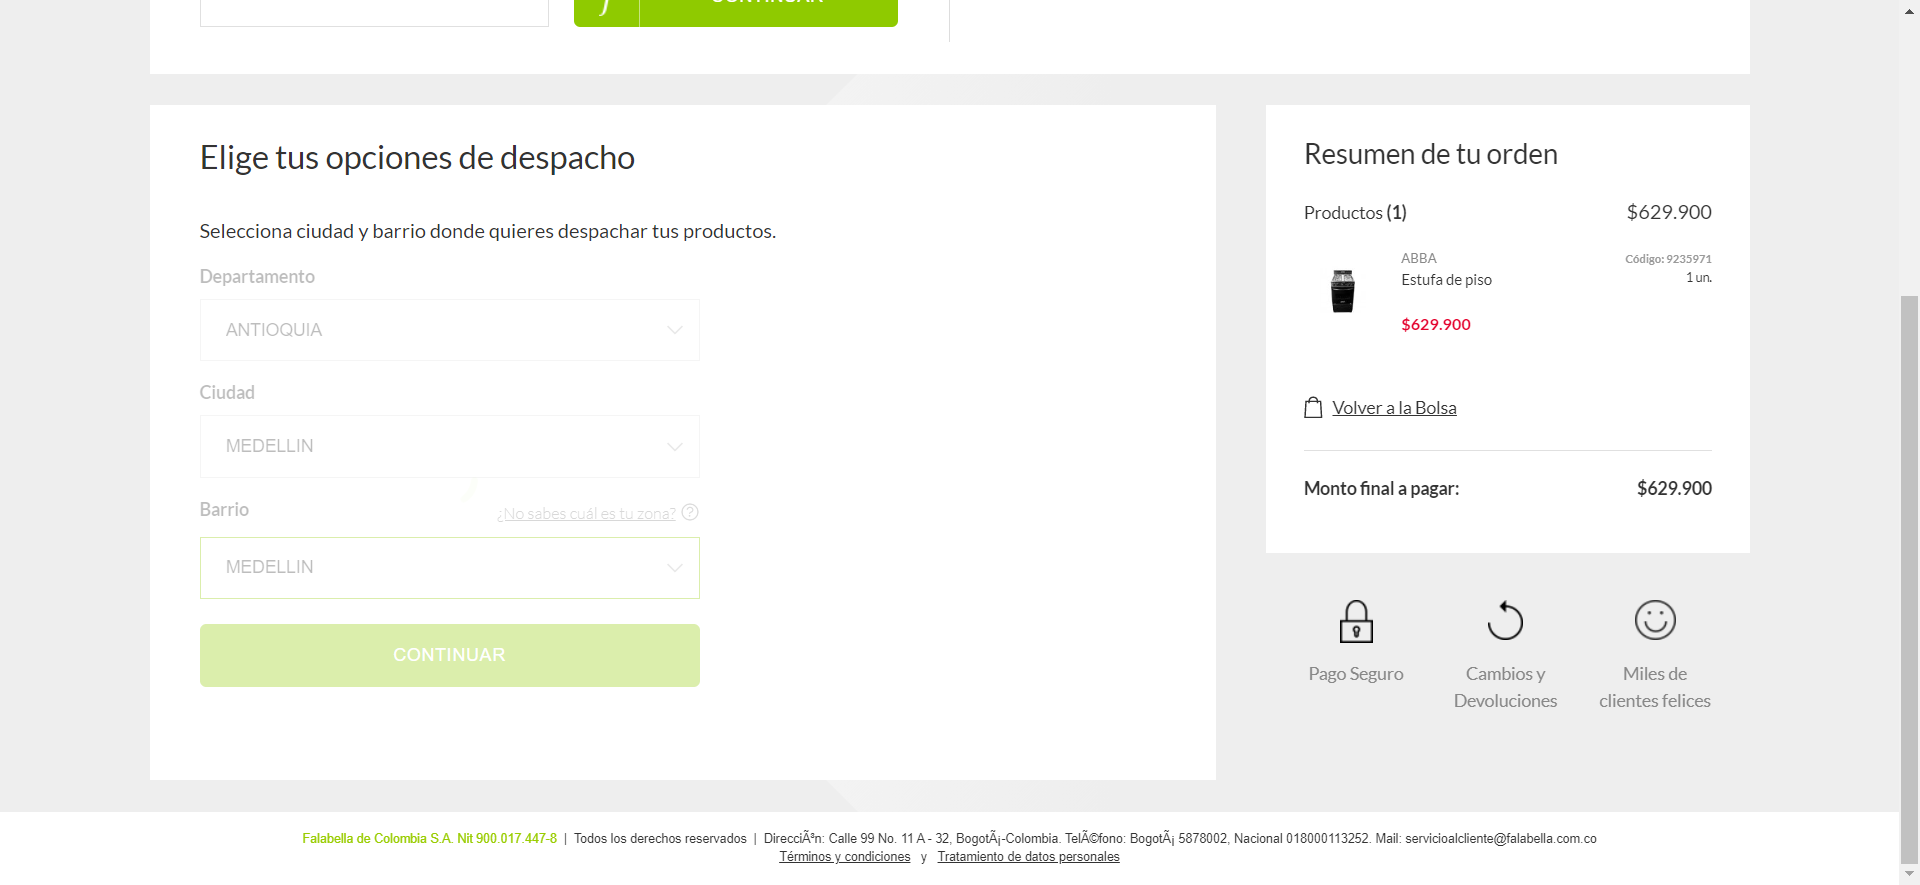 Elige tus opciones de despacho
Selecciona ciudad y barrio donde quieres despachar tus productos.
Departamento
ANTIOQUIA
Ciudad
MEDELLIN
Barrio
¿No sabes cuál es tu zona? ?
MEDELLIN
CONTINUAR
Resumen de tu orden
Productos (1) $629.900
ABBA
Código: 9235971
Estufa de piso
1 un.
$629.900
Volver a la Bolsa
Monto final a pagar: $629.900
Pago Seguro
Cambios y
Devoluciones
Miles de
clientes felices
Falabella de Colombia S.A. Nit 900.017.447-8 | Todos los derechos reservados | DirecciÃ³n: Calle 99 No. 11 A - 32, BogotÃ¡-Colombia. TelÃ©fono: BogotÃ¡ 5878002, Nacional 018000113252. Mail: servicioalcliente@falabella.com.co
Términos y condiciones y Tratamiento de datos personales